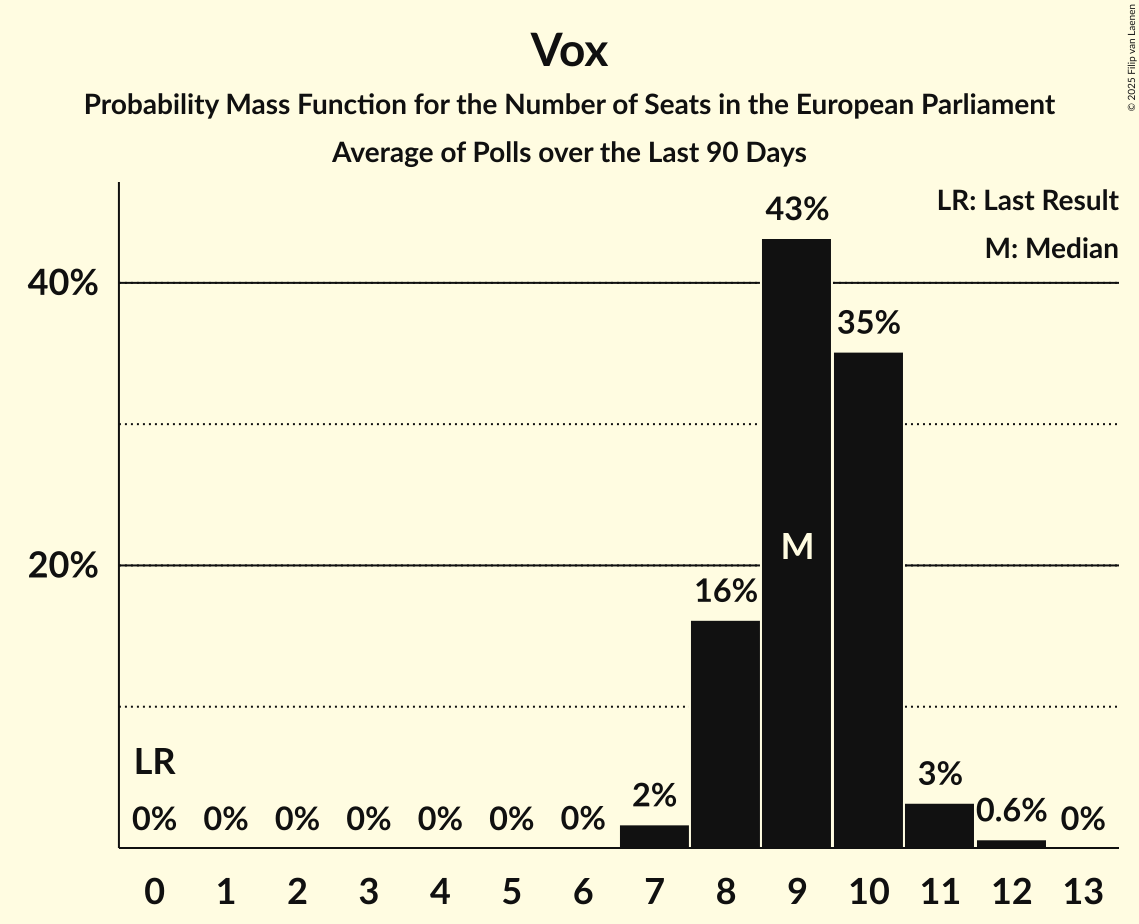 Vox
Probability Mass Function for the Number of Seats in the European Parliament
Average of Polls over the Last 90 Days
© 2025 Filip van Laenen
LR: Last Result
M: Median
40%
20%
LR
0% 0% 0% 0% 0% 0% 0% 2% 16% 43% 35% 3% 0.6% 0%
M
0 1 2 3 4 5 6 7 8 9 10 11 12 13